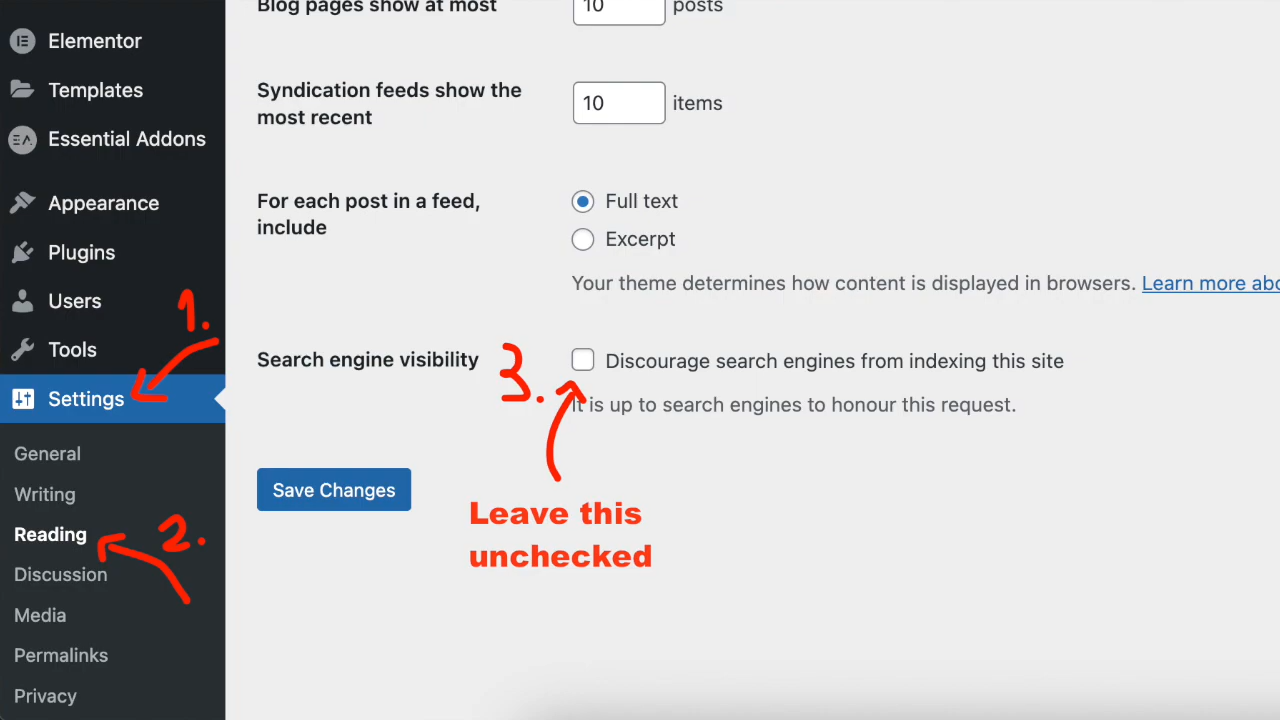 Elementor
Templates
Essential Addons
Appearance
Plugins
Users
Tools
Settings
General
Writing
Reading
Discussion
Media
Permalinks
Privacy
1.
2.
Blog pages show at most 10 posts
Syndication feeds show the
most recent
10 items
For each post in a feed,
include
Full text
Excerpt
Your theme determines how content is displayed in browsers. Learn more abo
Search engine visibility
3.
Discourage search engines from indexing this site
It is up to search engines to honour this request.
Save Changes
Leave this
unchecked